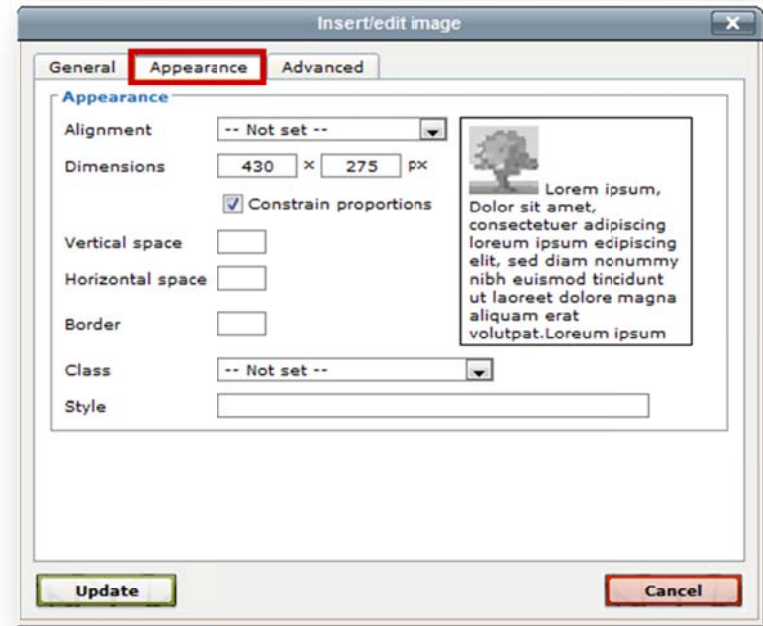 Insert/edit image
General Appearance Advanced
Appearance
Alignment -- Not set --
Dimensions 430 × 275 px
Constrain proportions
Vertical space
Horizontal space
Border
Class -- Not set --
Style
Lorem ipsum,
Dolor sit amet,
consectetuer adipiscing
loreum ipsum edipiscing
elit, sed diam nonummy
nibh euismod tincidunt
ut laoreet dolore magna
aliquam erat
volutpat.Loreum ipsum
Update Cancel